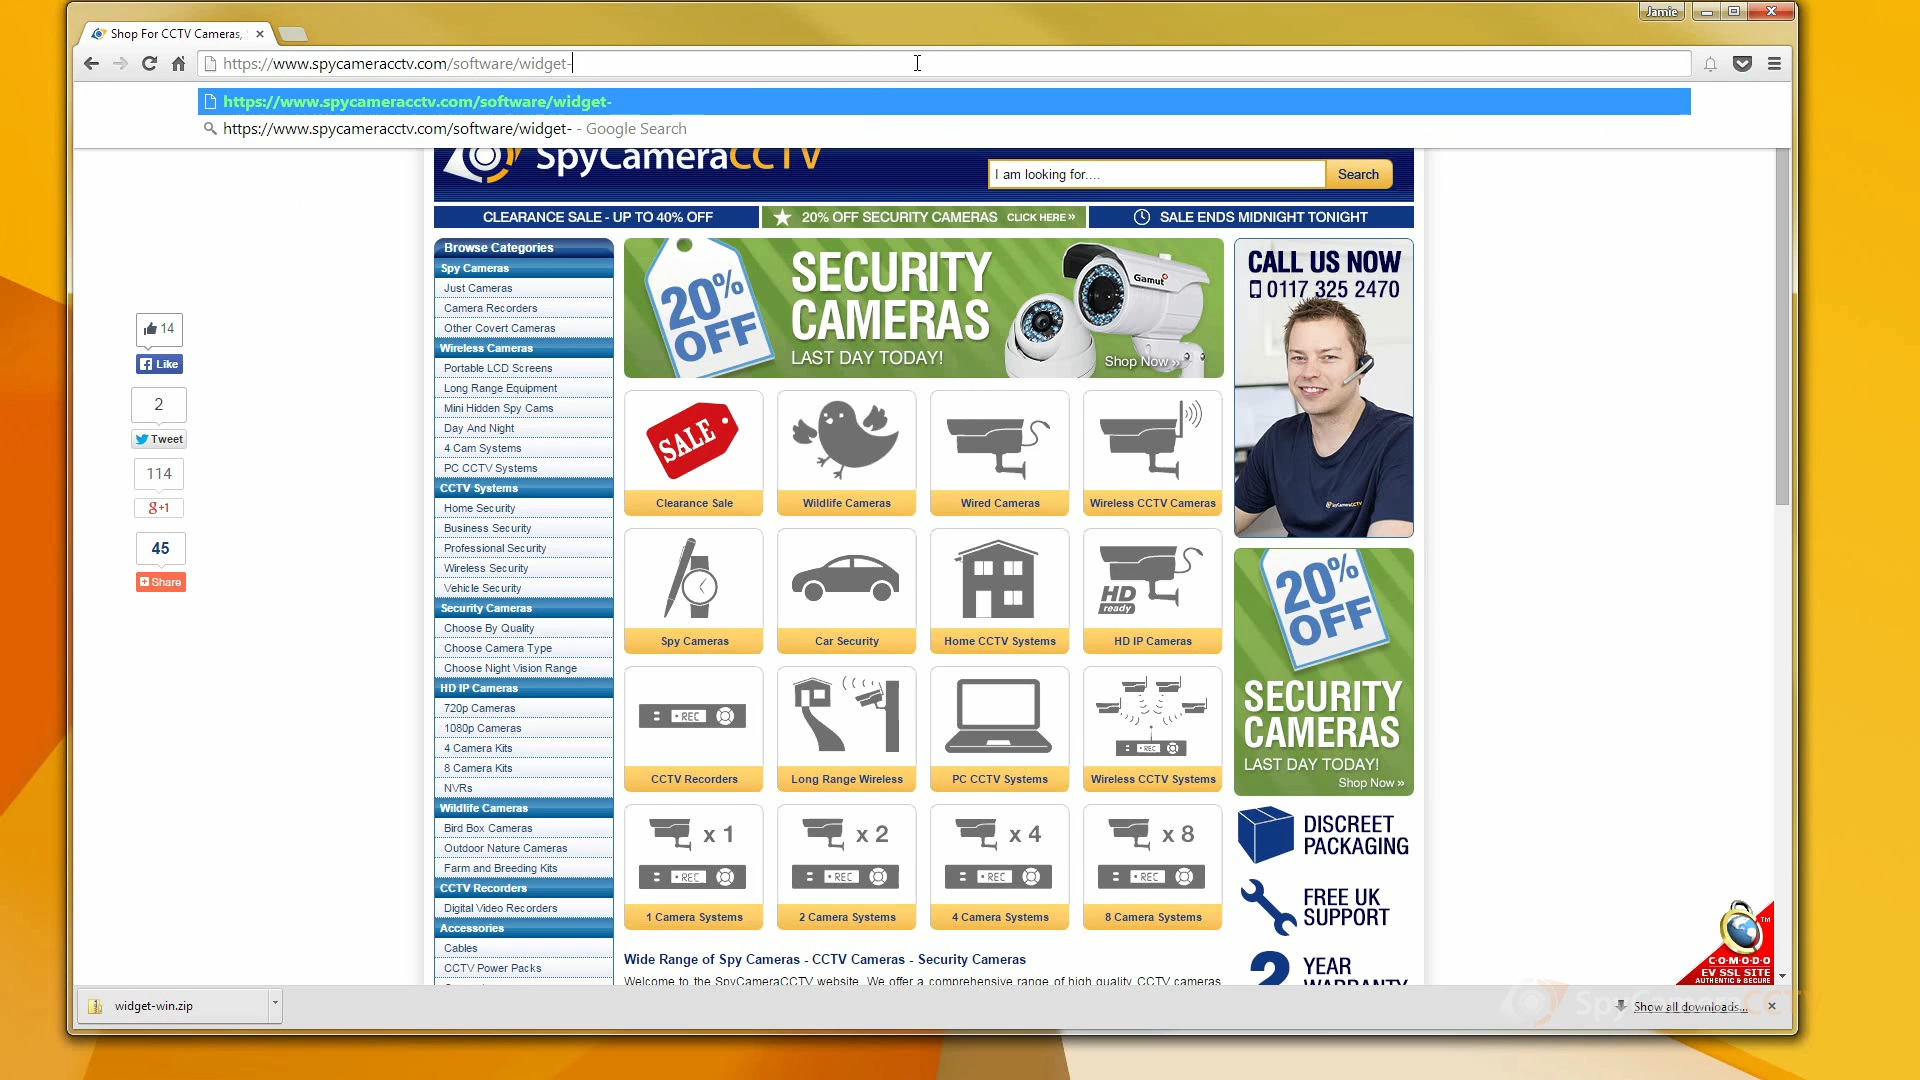 Jamie
Shop For CCTV Cameras,
https://www.spycameracctv.com/software/widget-
https://www.spycameracctv.com/software/widget-
https://www.spycameracctv.com/software/widget- - Google Search
SpyCameraCCTV
I am looking for....
Search
CLEARANCE SALE - UP TO 40% OFF
20% OFF SECURITY CAMERAS CLICK HERE »
SALE ENDS MIDNIGHT TONIGHT
14
Like
2
Tweet
114
g+1
45
Share
Browse Categories
Spy Cameras
Just Cameras
Camera Recorders
Other Covert Cameras
Wireless Cameras
Portable LCD Screens
Long Range Equipment
Mini Hidden Spy Cams
Day And Night
4 Cam Systems
PC CCTV Systems
CCTV Systems
Home Security
Business Security
Professional Security
Wireless Security
Vehicle Security
Security Cameras
Choose By Quality
Choose Camera Type
Choose Night Vision Range
HD IP Cameras
720p Cameras
1080p Cameras
4 Camera Kits
8 Camera Kits
NVRs
Wildlife Cameras
Bird Box Cameras
Outdoor Nature Cameras
Farm and Breeding Kits
CCTV Recorders
Digital Video Recorders
Accessories
Cables
CCTV Power Packs
20% OFF
SECURITY
CAMERAS
LAST DAY TODAY!
Gamut
Shop Now »
SALE
Clearance Sale
Wildlife Cameras
Wired Cameras
Wireless CCTV Cameras
Spy Cameras
Car Security
Home CCTV Systems
HD ready
HD IP Cameras
REC
CCTV Recorders
Long Range Wireless
PC CCTV Systems
REC
Wireless CCTV Systems
x 1
REC
1 Camera Systems
x 2
REC
2 Camera Systems
x 4
REC
4 Camera Systems
x 8
REC
8 Camera Systems
Wide Range of Spy Cameras - CCTV Cameras - Security Cameras
Welcome to the SpyCameraCCTV website. We offer a comprehensive range of high quality CCTV cameras
CALL US NOW
0117 325 2470
SpyCameraCCTV
20% OFF
SECURITY
CAMERAS
LAST DAY TODAY!
Shop Now »
DISCREET
PACKAGING
FREE UK
SUPPORT
2 YEAR
WARRANTY
TM
COMODO
EV SSL SITE
AUTHENTIC & SECURE
widget-win.zip
Show all downloads...
SpyCameraCCTV